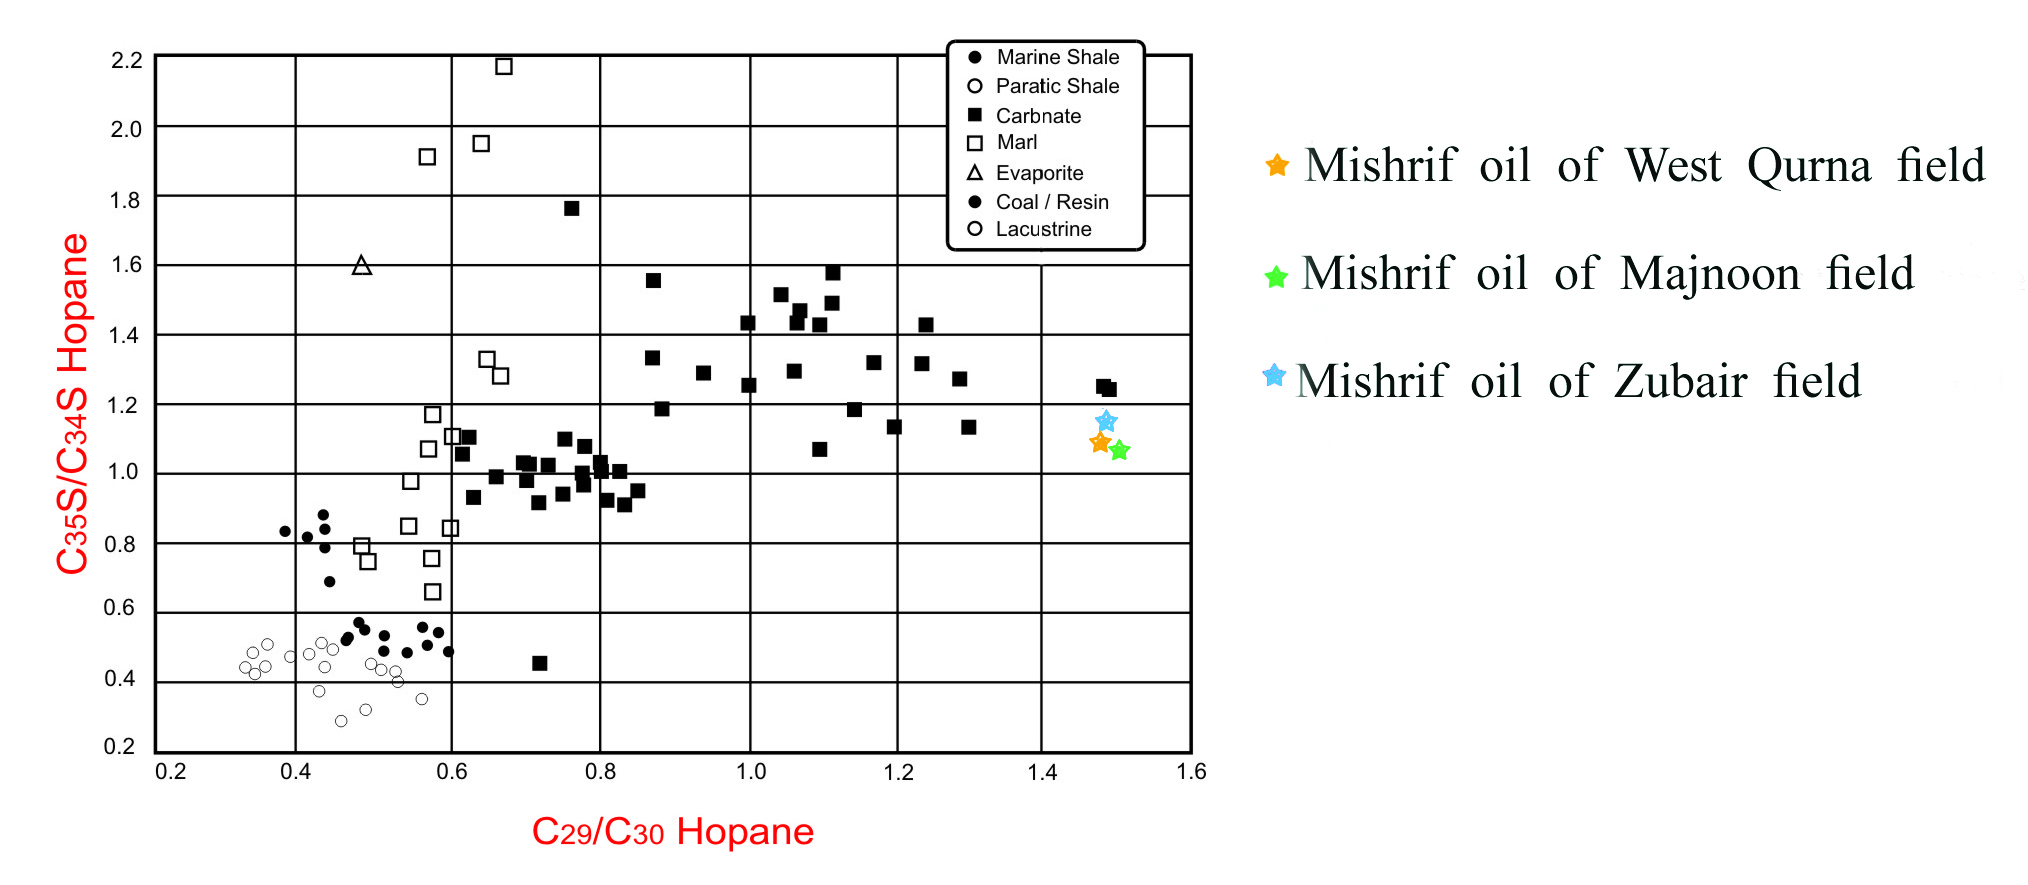 2.2
2.0
1.8
1.6
1.4
1.2
1.0
0.8
0.6
0.4
0.2
0.2 0.4 0.6 0.8 1.0 1.2 1.4 1.6
C35S/C34S Hopane
C29/C30 Hopane
Marine Shale
Paratic Shale
Carbnate
Marl
Evaporite
Coal / Resin
Lacustrine
Mishrif oil of West Qurna field
Mishrif oil of Majnoon field
Mishrif oil of Zubair field